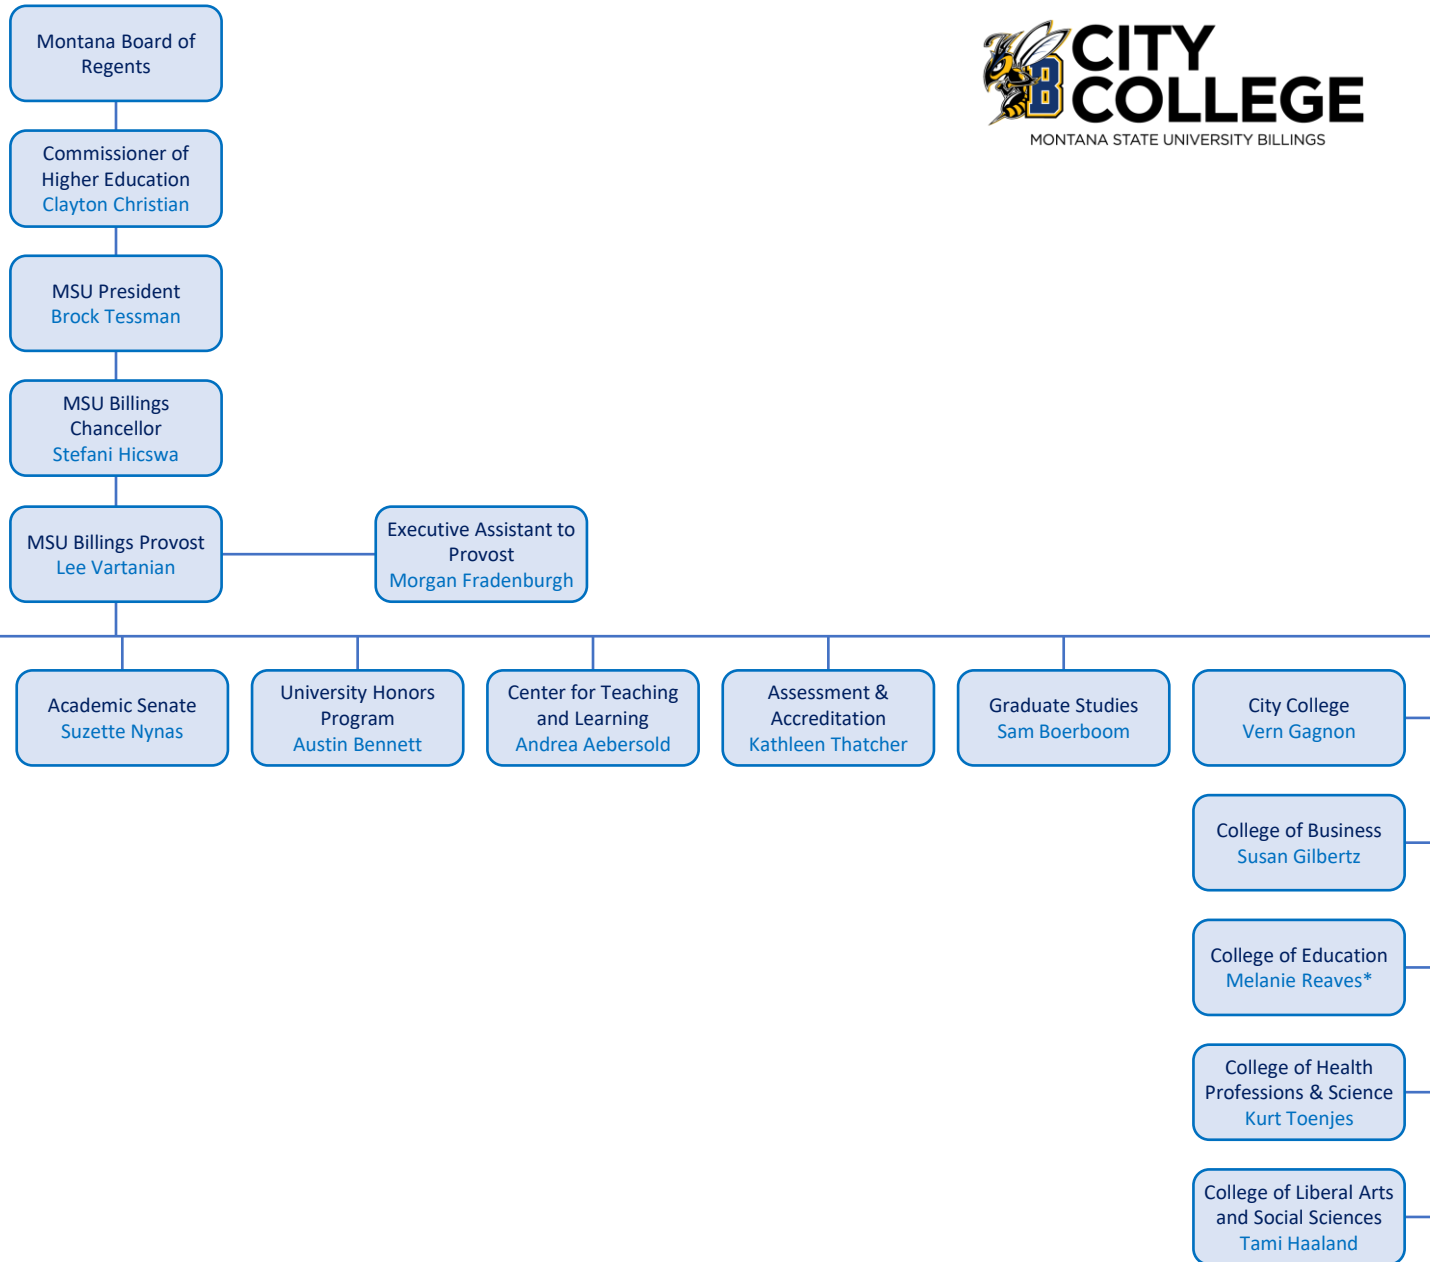 Montana Board of
Regents
CITY
COLLEGE
MONTANA STATE UNIVERSITY BILLINGS
B
Commissioner of
Higher Education
Clayton Christian
MSU President
Brock Tessman
MSU Billings
Chancellor
Stefani Hicswa
MSU Billings Provost
Lee Vartanian
Executive Assistant to
Provost
Morgan Fradenburgh
Academic Senate
Suzette Nynas
University Honors
Program
Austin Bennett
Center for Teaching
and Learning
Andrea Aebersold
Assessment &
Accreditation
Kathleen Thatcher
Graduate Studies
Sam Boerboom
City College
Vern Gagnon
College of Business
Susan Gilbertz
College of Education
Melanie Reaves*
College of Health
Professions & Science
Kurt Toenjes
College of Liberal Arts
and Social Sciences
Tami Haaland